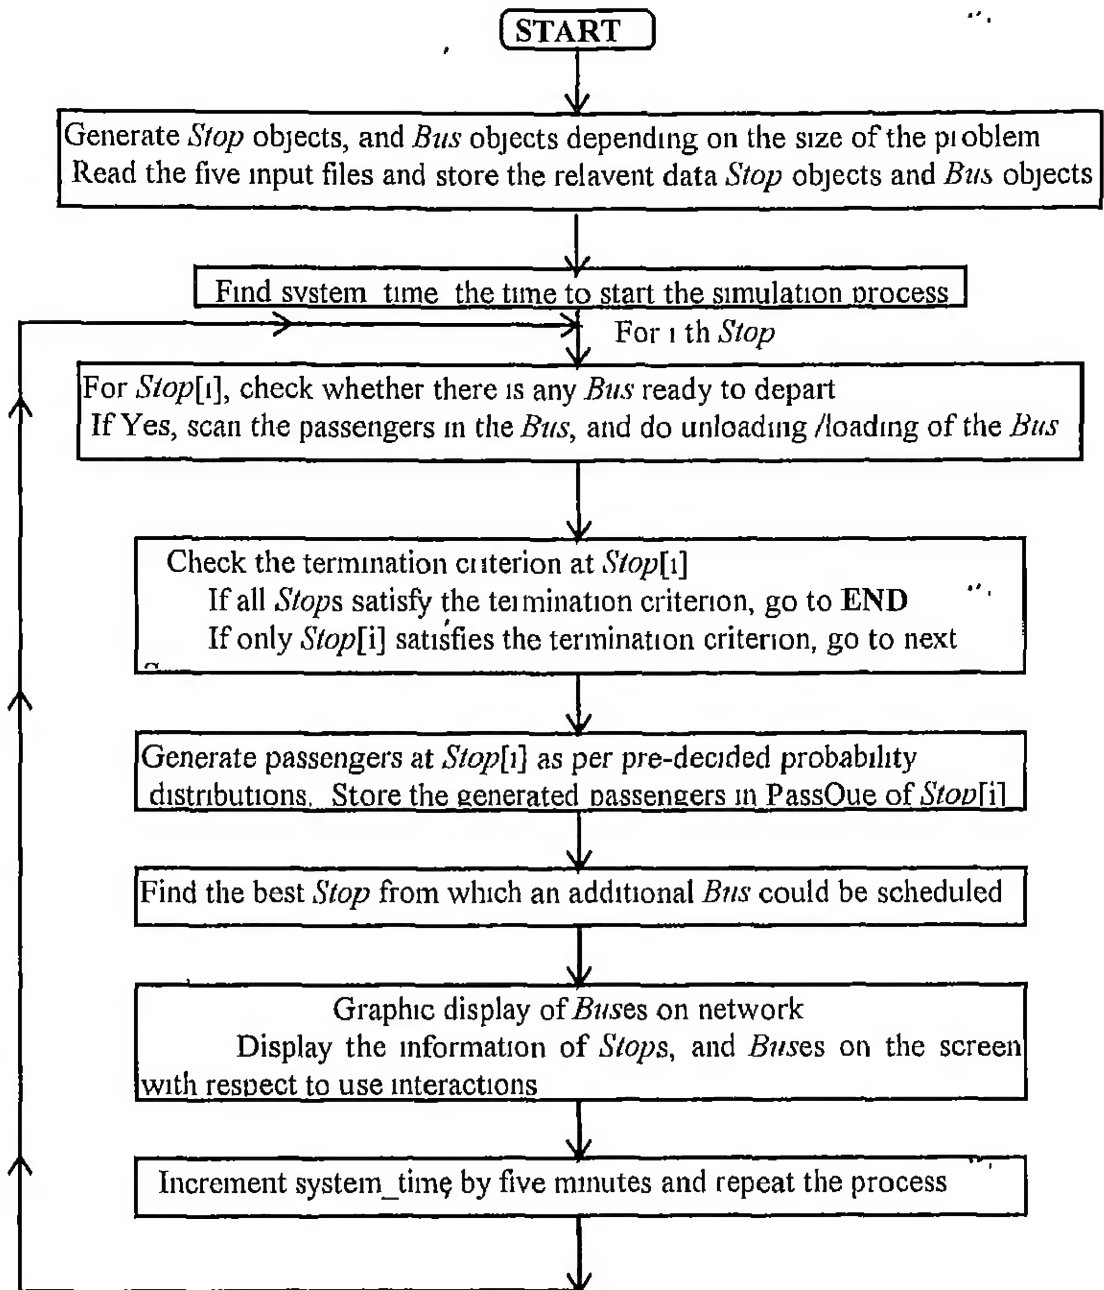 START
Generate Stop objects, and Bus objects depending on the size of the problem
Read the five input files and store the relavent data Stop objects and Bus objects
Find system_time the time to start the simulation process
For i th Stop
For Stop[i], check whether there is any Bus ready to depart
If Yes, scan the passengers in the Bus, and do unloading /loading of the Bus
Check the termination criterion at Stop[i]
If all Stops satisfy the termination criterion, go to END
If only Stop[i] satisfies the termination criterion, go to next
Generate passengers at Stop[i] as per pre-decided probability
distributions. Store the generated passengers in PassQue of Stop[i]
Find the best Stop from which an additional Bus could be scheduled
Graphic display of Buses on network
Display the information of Stops, and Buses on the screen
with respect to use interactions
Increment system_time by five minutes and repeat the process